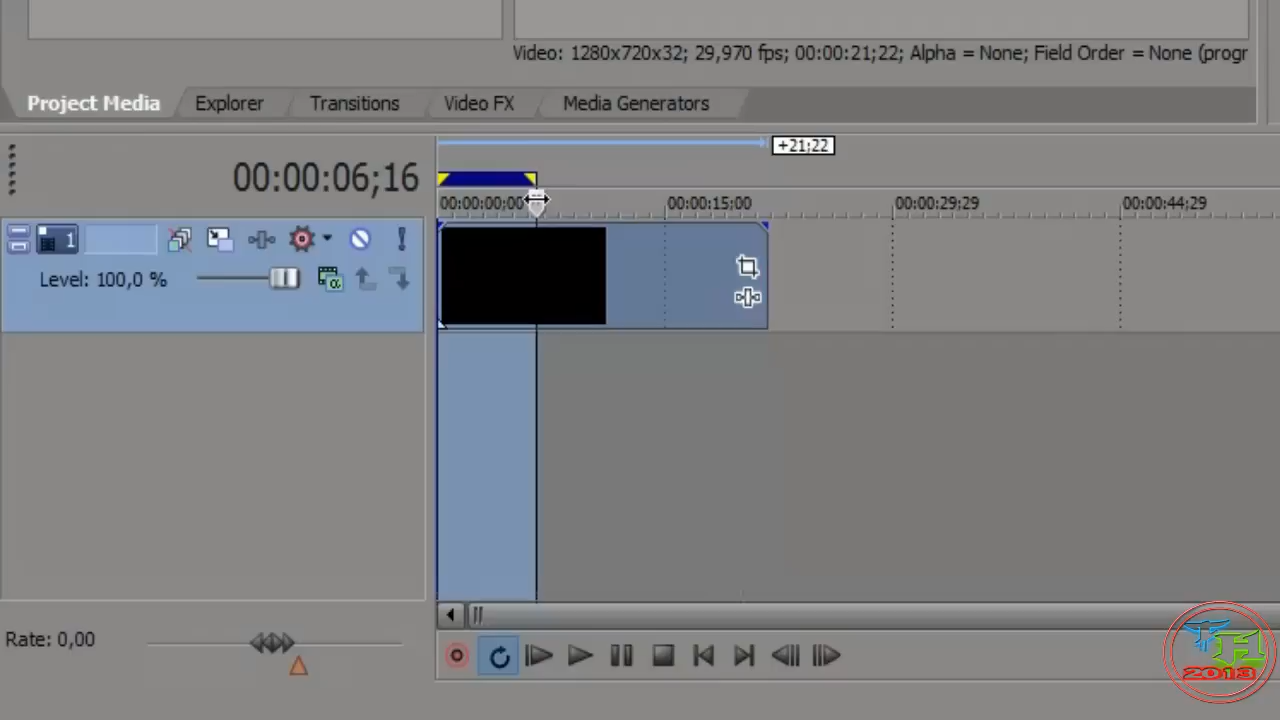 Video: 1280x720x32; 29,970 fps; 00:00:21;22; Alpha = None; Field Order = None (progr
Project Media Explorer Transitions Video FX Media Generators
+21;22
00:00:06;16
00:00:00;00 00:00:15;00 00:00:29;29 00:00:44;29
1
Level: 100,0 %
Rate: 0,00
2013